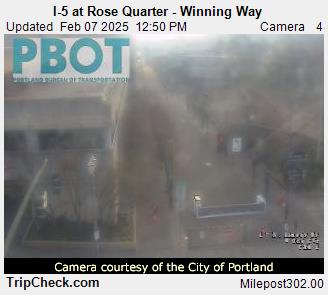 I-5 at Rose Quarter - Winning Way
Updated Feb 07 2025 12:50 PM Camera 4
PBOT
PORTLAND BUREAU OF TRANSPORTATION
Camera courtesy of the City of Portland
TripCheck.com Milepost302.00